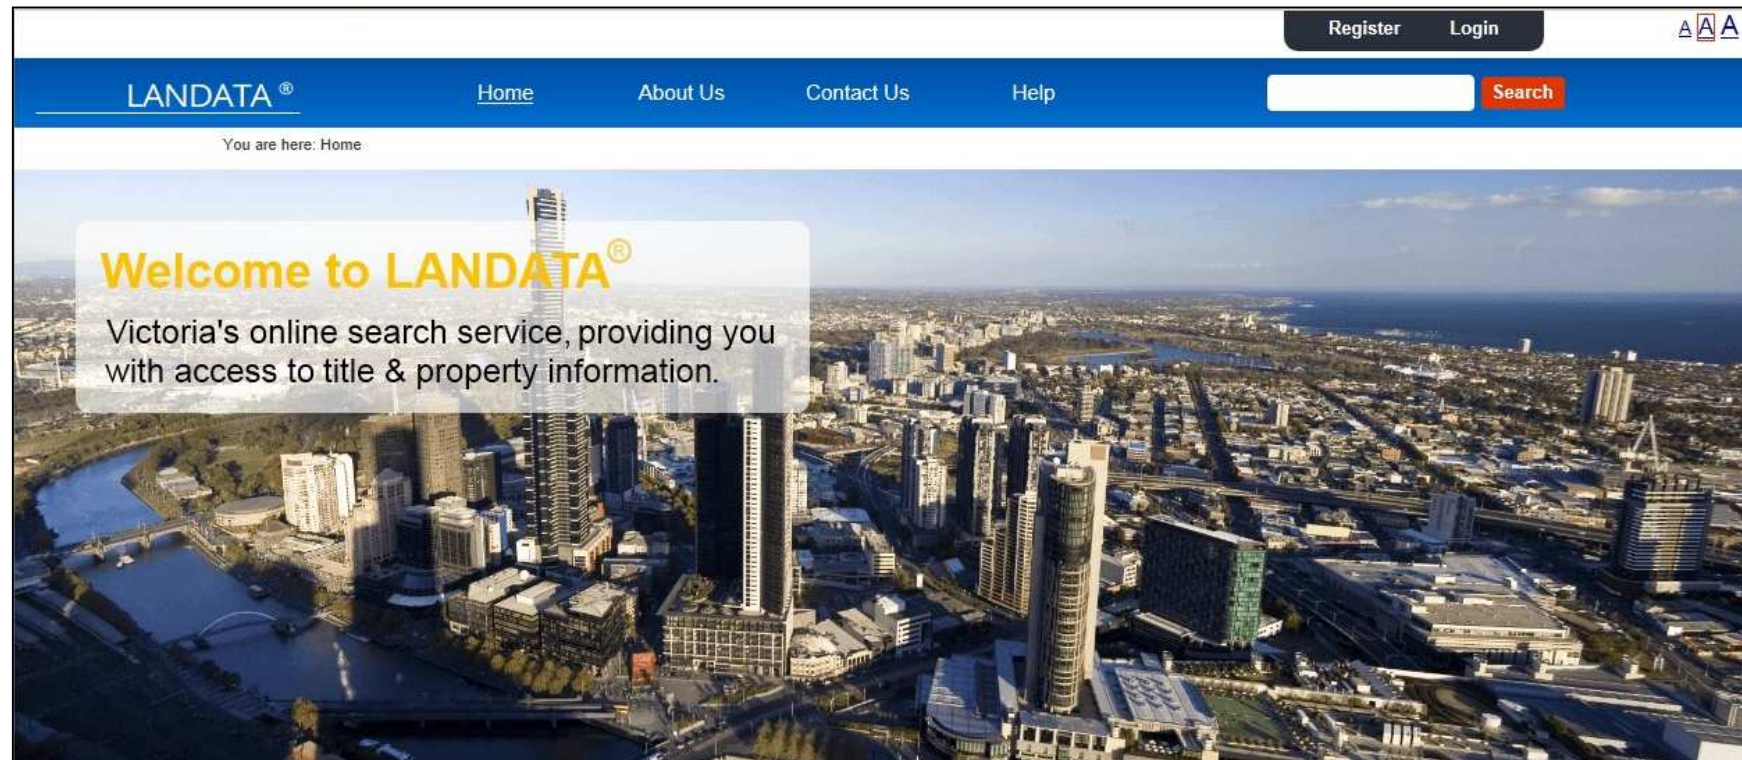 Register Login A A A
LANDATA ® Home About Us Contact Us Help Search
You are here: Home
Welcome to LANDATA®
Victoria's online search service, providing you
with access to title & property information.